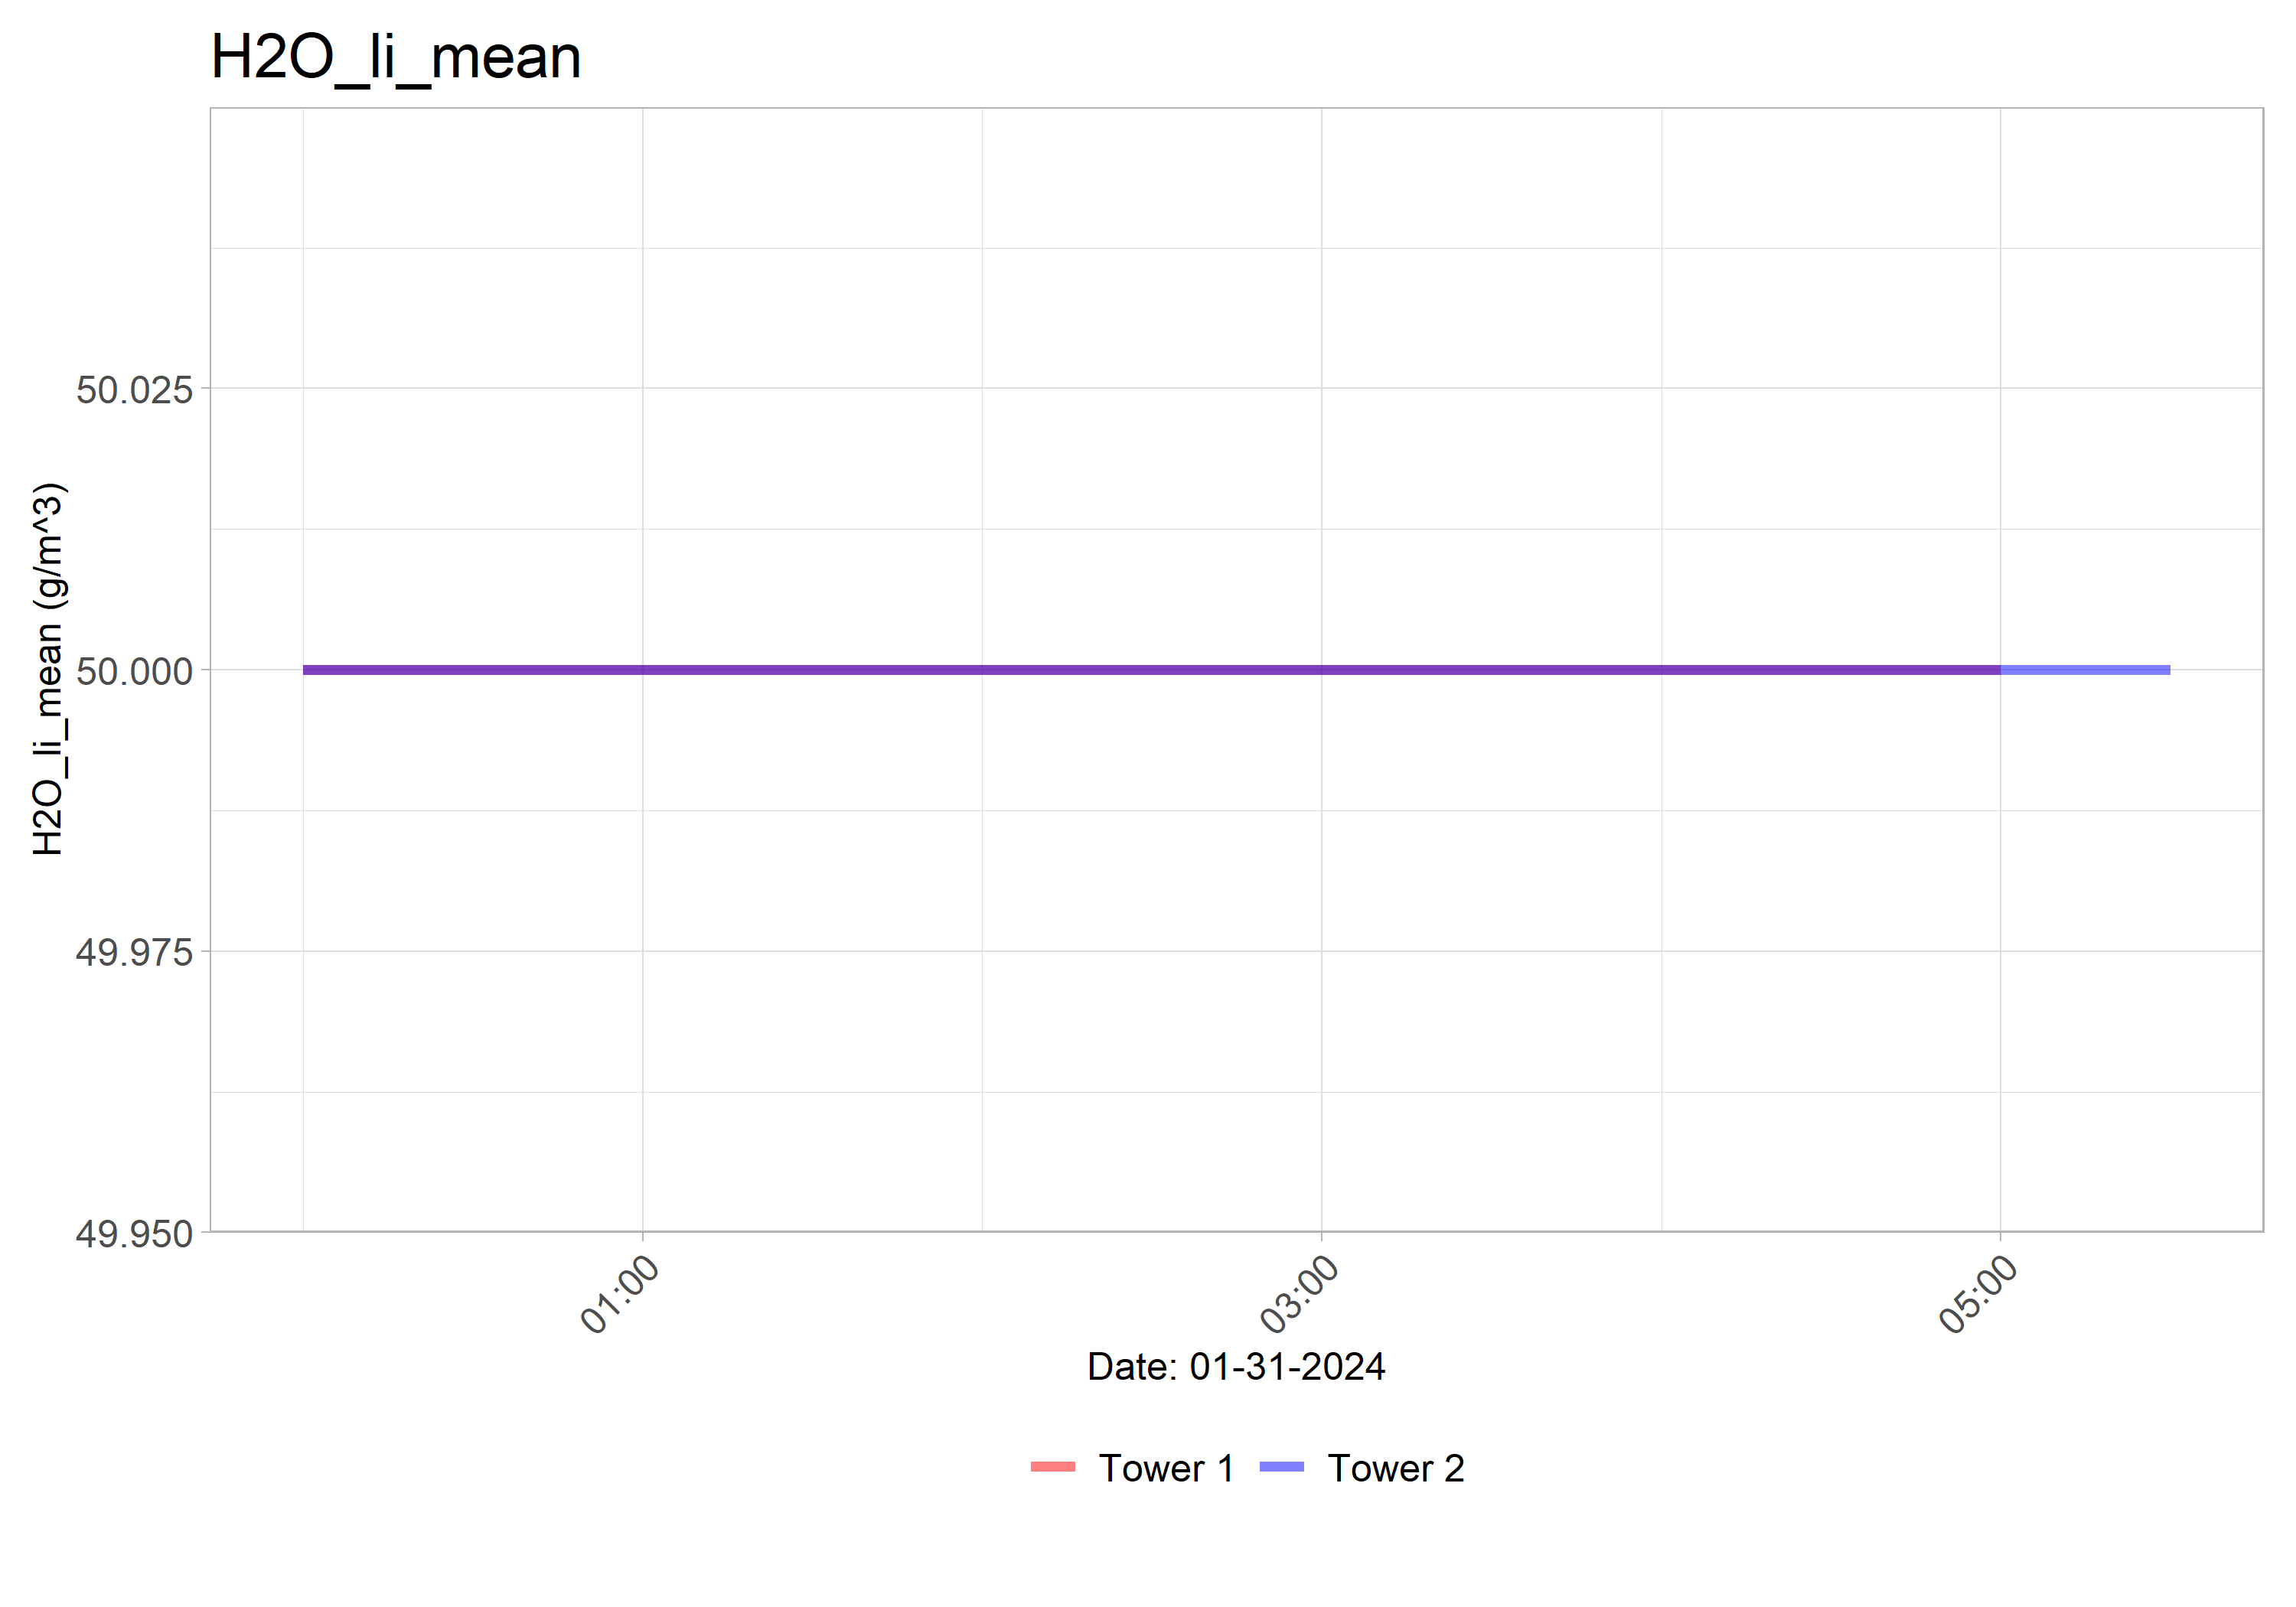 H2O_li_mean
H2O_li_mean (g/m^3)
50.025
50.000
49.975
49.950
01:00
03:00
05:00
Date: 01-31-2024
Tower 1
Tower 2